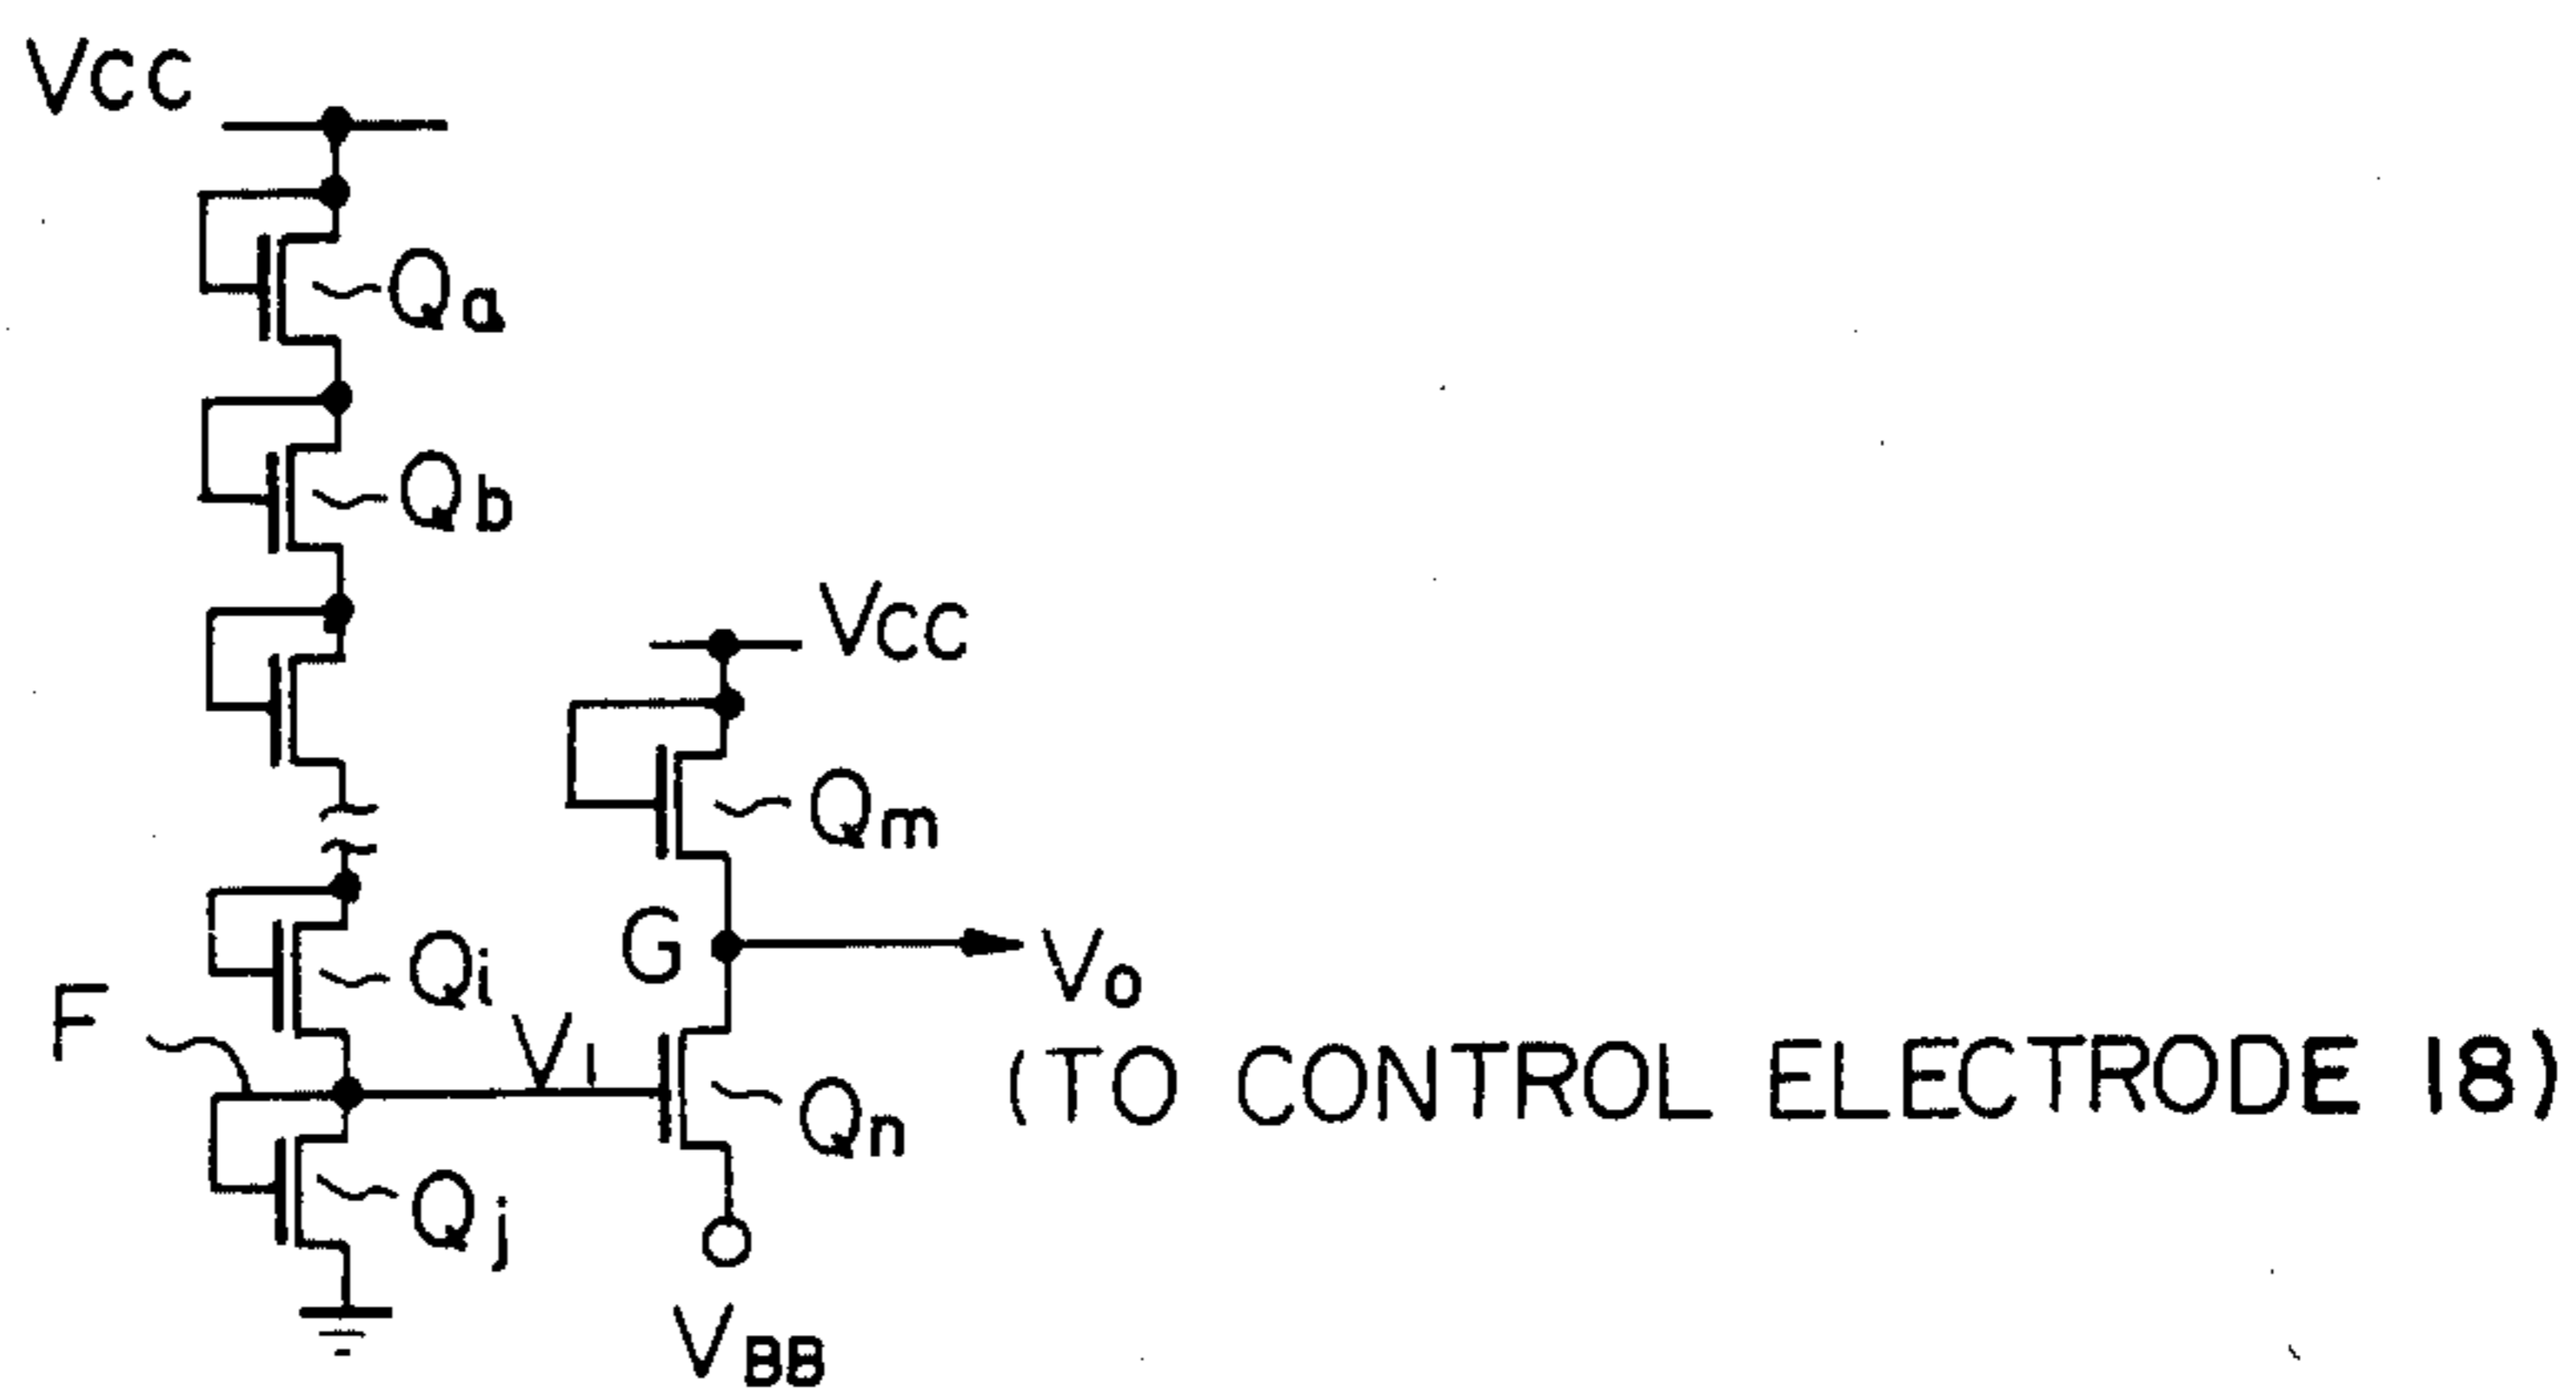 VCC
Qa
Qb
VCC
Qm
Qi
G
Vo
F
V1
(TO CONTROL ELECTRODE 18)
Qn
Qj
VBB